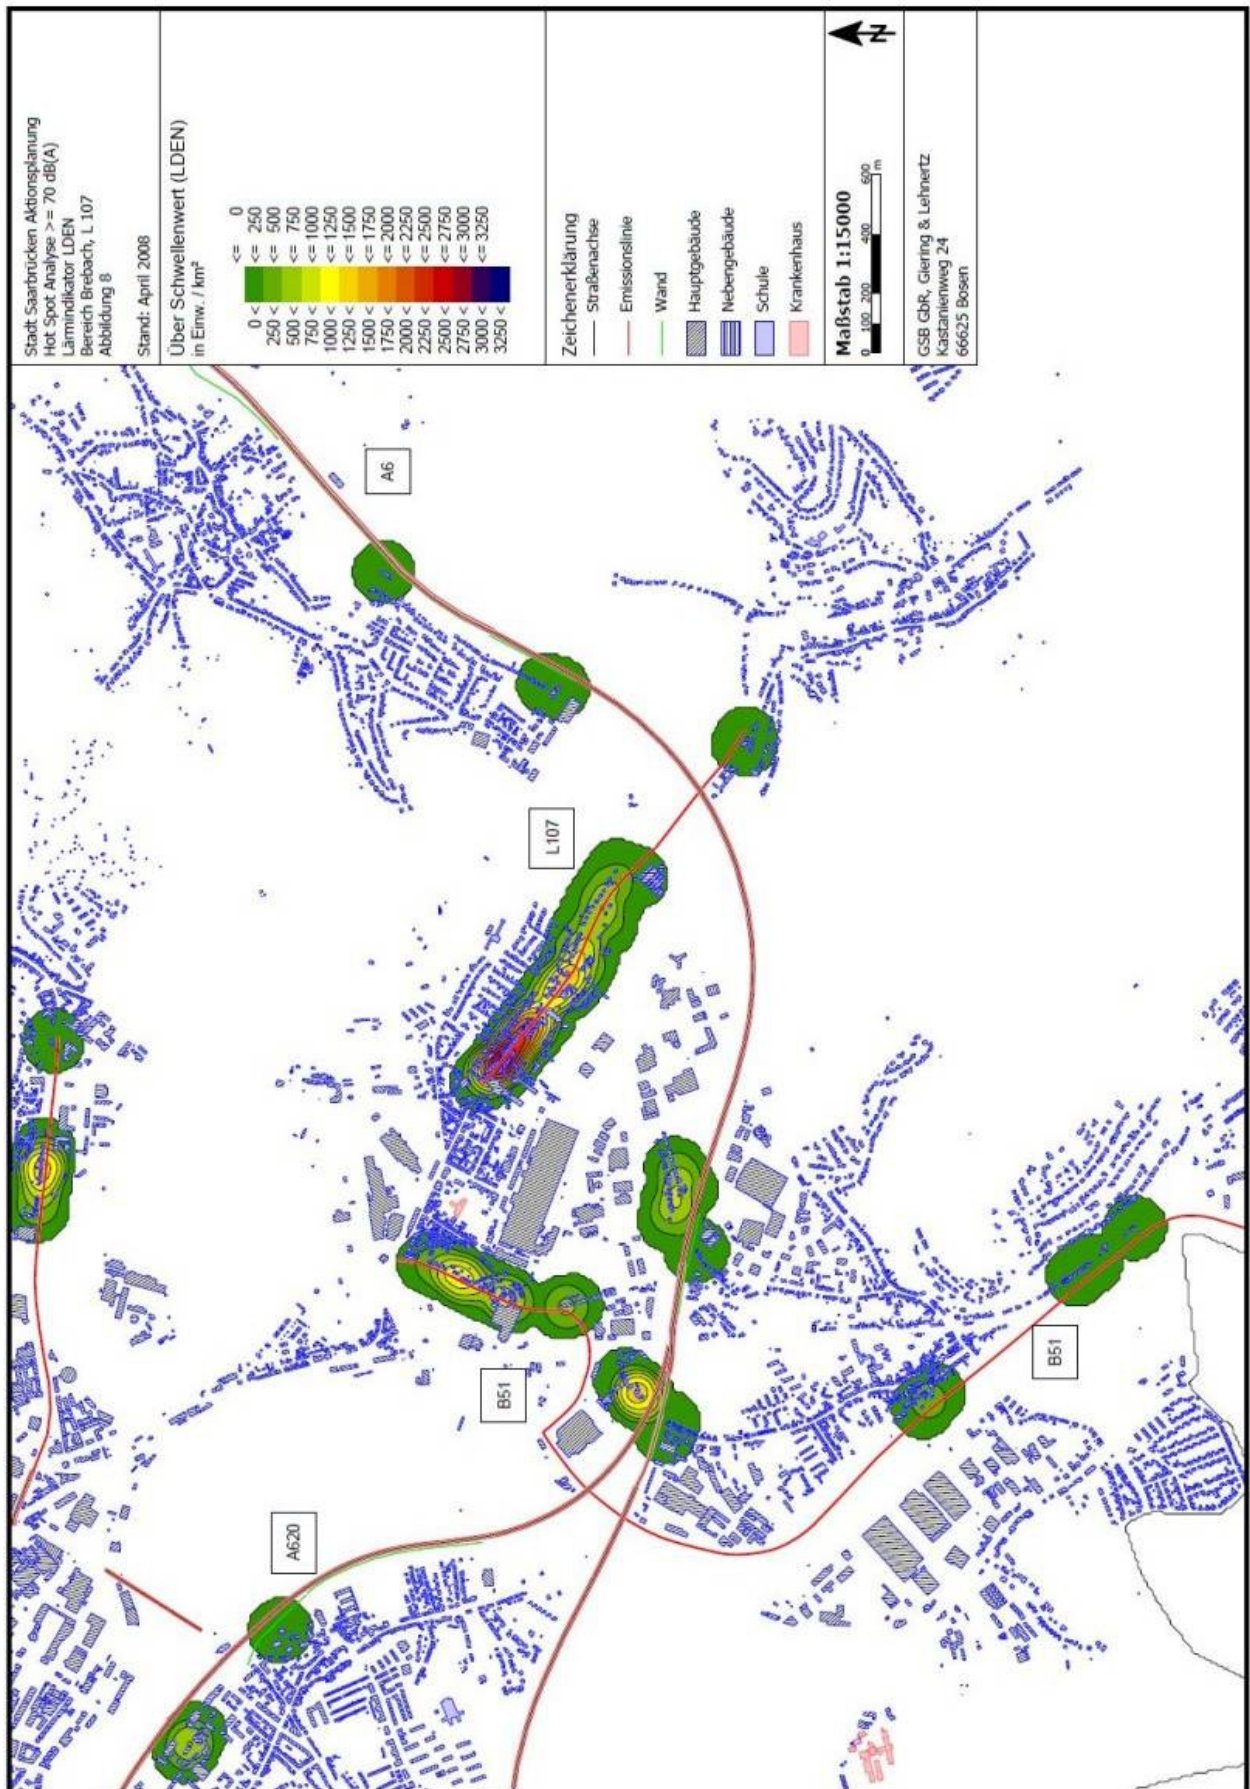 Stadt Saarbrücken Aktionsplanung
Hot Spot Analyse >= 70 dB(A)
Lärmindikator LDEN
Bereich Brebach, L 107
Abbildung 8
Stand: April 2008
Über Schwellenwert (LDEN)
in Einw. / km²
<= 0
0 < <= 250
250 < <= 500
500 < <= 750
750 < <= 1000
1000 < <= 1250
1250 < <= 1500
1500 < <= 1750
1750 < <= 2000
2000 < <= 2250
2250 < <= 2500
2500 < <= 2750
2750 < <= 3000
3000 < <= 3250
3250 <
Zeichenerklärung
Straßenachse
Emissionslinie
Wand
Hauptgebäude
Nebengebäude
Schule
Krankenhaus
Maßstab 1:15000
0 100 200 400 600
m
N
GSB GbR, Giering & Lehnertz
Kastanienweg 24
66625 Bosen
A6
L107
B51
B51
A620